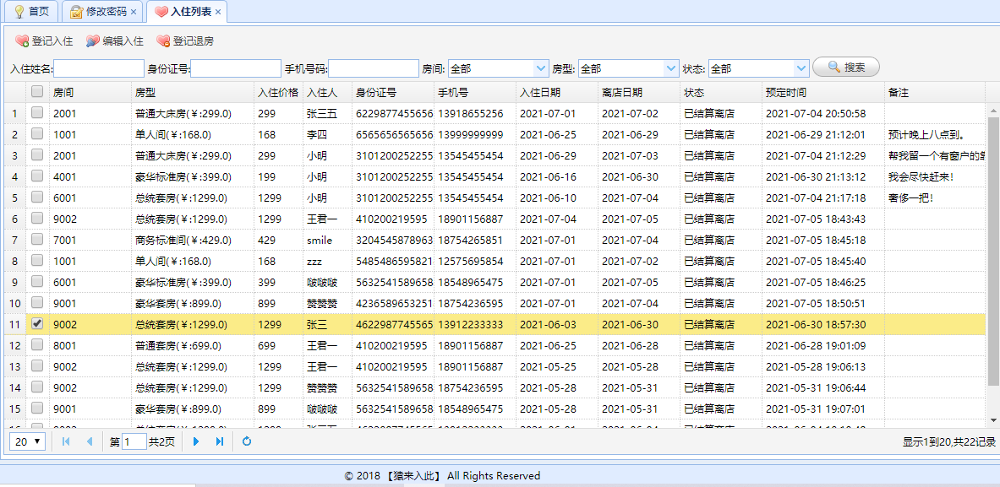 首页 修改密码 × 入住列表 ×
登记入住 编辑入住 登记退房
入住姓名: 身份证号: 手机号码: 房间: 全部 房型: 全部 状态: 全部 搜索
房间 房型 入住价格 入住人 身份证号 手机号 入住日期 离店日期 状态 预定时间 备注
1 2001 普通大床房(￥:299.0) 299 张三五 6229877455656 13918655256 2021-07-01 2021-07-02 已结算离店 2021-07-04 20:50:58
2 1001 单人间(￥:168.0) 168 李四 6565656565656 13999999999 2021-06-25 2021-06-29 已结算离店 2021-06-29 21:12:01 预计晚上八点到。
3 2001 普通大床房(￥:299.0) 299 小明 3101200252255 13545455454 2021-06-29 2021-07-03 已结算离店 2021-07-04 21:12:29 帮我留一个有窗户的
4 4001 豪华标准房(￥:399.0) 199 小明 3101200252255 13545455454 2021-06-16 2021-06-30 已结算离店 2021-06-30 21:13:12 我会尽快赶来!
5 6001 总统套房(￥:1299.0) 1299 小明 3101200252255 13545455454 2021-06-10 2021-07-04 已结算离店 2021-07-04 21:17:18 奢侈一把!
6 9002 总统套房(￥:1299.0) 1299 王君一 410200219595 18901156887 2021-07-04 2021-07-05 已结算离店 2021-07-05 18:43:43
7 7001 商务标准间(￥:429.0) 429 smile 3204545878963 18754265851 2021-07-01 2021-07-04 已结算离店 2021-07-05 18:45:18
8 1001 单人间(￥:168.0) 168 zzz 5485486595821 12575695854 2021-07-01 2021-07-02 已结算离店 2021-07-05 18:45:40
9 6001 豪华标准房(￥:399.0) 399 啵啵啵 5632541589658 18548965475 2021-07-01 2021-07-05 已结算离店 2021-07-05 18:46:25
10 9001 豪华套房(￥:899.0) 899 赞赞赞 4236589653251 18754236595 2021-07-01 2021-07-04 已结算离店 2021-07-05 18:50:51
11 9002 总统套房(￥:1299.0) 1299 张三 4622987745565 13912233333 2021-06-03 2021-06-30 已结算离店 2021-06-30 18:57:30
12 8001 普通套房(￥:699.0) 699 王君一 410200219595 18901156887 2021-06-25 2021-06-28 已结算离店 2021-06-28 19:01:09
13 9002 总统套房(￥:1299.0) 1299 王君一 410200219595 18901156887 2021-05-25 2021-05-28 已结算离店 2021-05-28 19:06:13
14 9002 总统套房(￥:1299.0) 1299 赞赞赞 5632541589658 18754236595 2021-05-28 2021-05-31 已结算离店 2021-05-31 19:06:44
15 9001 豪华套房(￥:899.0) 899 啵啵啵 5632541589658 18548965475 2021-05-28 2021-05-31 已结算离店 2021-05-31 19:07:01
20 第 1 共2页 显示1到20,共22记录
© 2018 【猿来入此】 All Rights Reserved